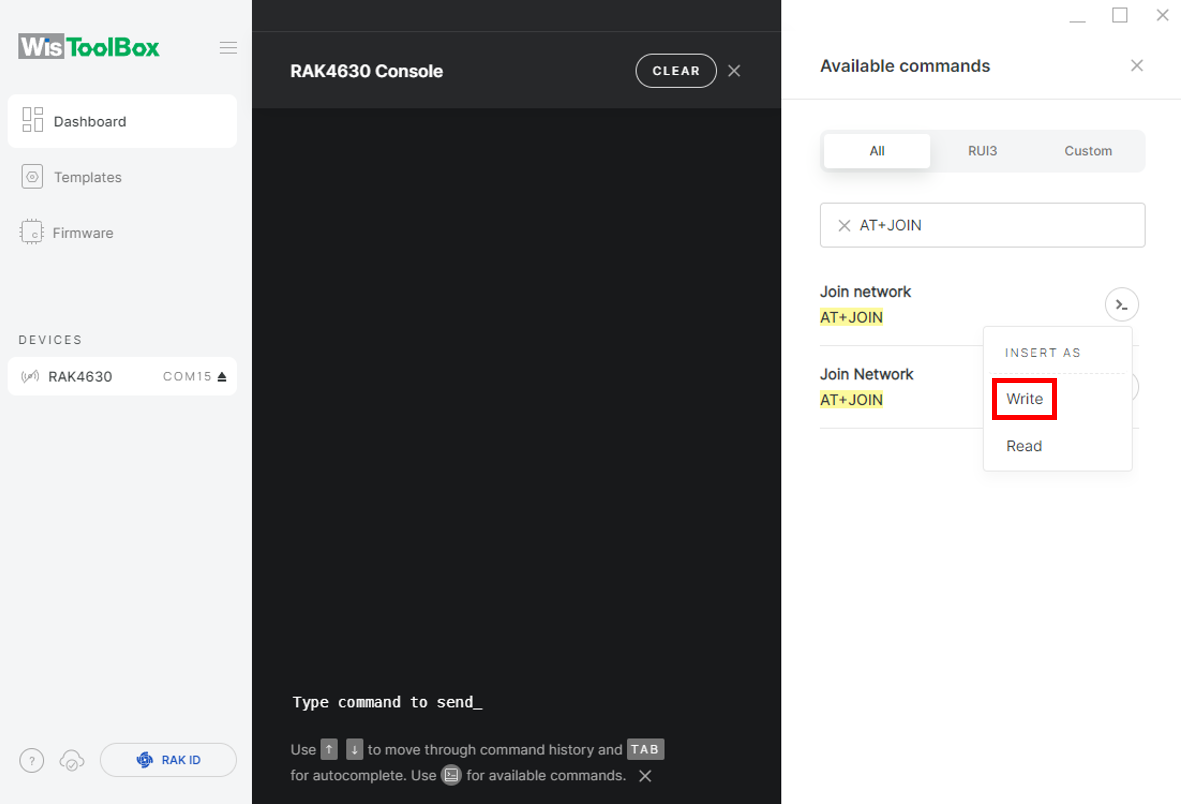 WisToolBox
Dashboard
Templates
Firmware
DEVICES
RAK4630 COM15
?
RAK ID
RAK4630 Console
CLEAR
Type command to send_
Use ↑ ↓ to move through command history and TAB
for autocomplete. Use for available commands.
Available commands
All RUI3 Custom
AT+JOIN
Join network
AT+JOIN
Join Network
AT+JOIN
INSERT AS
Write
Read